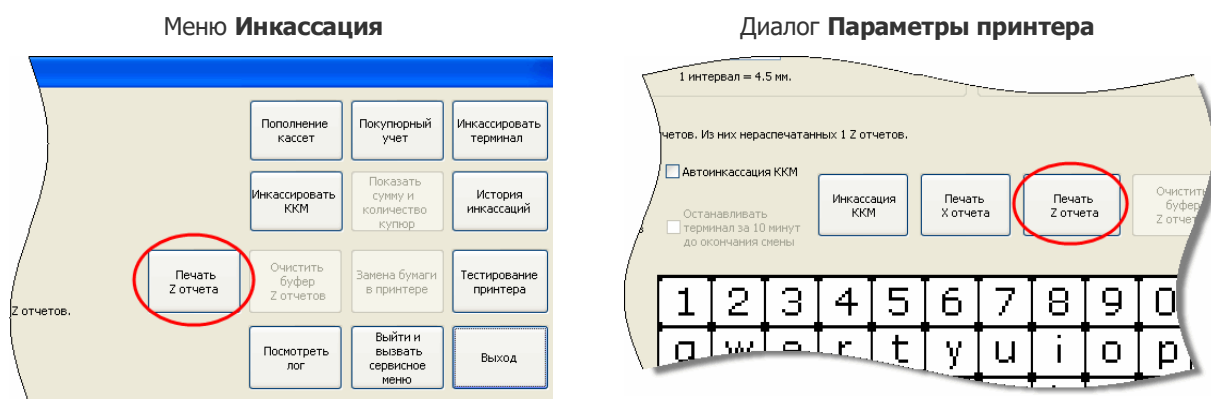 Меню Инкассация
Пополнение
кассет
Покупюрный
учет
Инкассировать
терминал
Инкассировать
ККМ
Показать
сумму и
количество
купюр
История
инкассаций
Печать
Z отчета
Очистить
буфер
Z отчетов
Замена бумаги
в принтере
Тестирование
принтера
Z отчетов.
Посмотреть
лог
Выйти и
вызвать
сервисное
меню
Выход
Диалог Параметры принтера
1 интервал = 4.5 мм.
четов. Из них нераспечатанных 1 Z отчетов.
Автоинкассация ККМ
Останавливать
терминал за 10 минут
до окончания смены
Инкассация
ККМ
Печать
X отчета
Печать
Z отчета
Очистить
буфер
Z отчет
1 2 3 4 5 6 7 8 9 0
q w e r t y u i o p